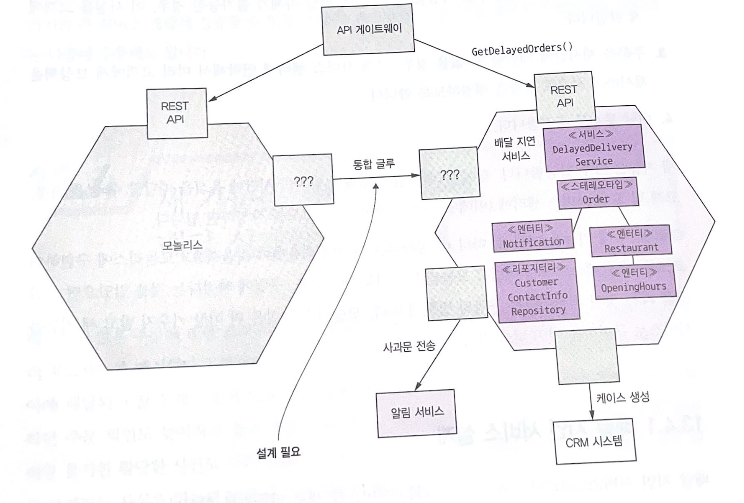 API 게이트웨이
GetDelayedOrders()
REST
API
REST
API
배달 지연
서비스
≪서비스≫
DelayedDelivery
Service
통합 글루
???
???
≪스테레오타입≫
Order
모놀리스
≪엔터티≫
Notification
≪엔터티≫
Restaurant
≪리포지터리≫
Customer
ContactInfo
Repository
≪엔터티≫
OpeningHours
사과문 전송
알림 서비스
케이스 생성
CRM 시스템
설계 필요